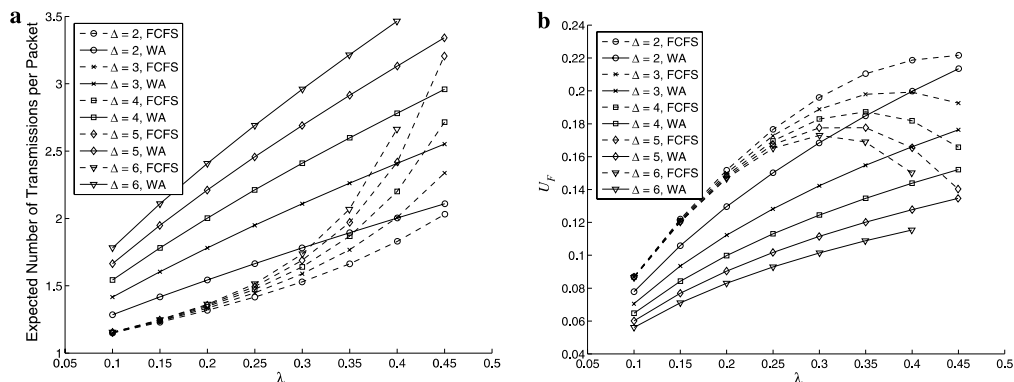 a
Expected Number of Transmissions per Packet
3.5
3
2.5
2
1.5
1
Δ = 2, FCFS
Δ = 2, WA
Δ = 3, FCFS
Δ = 3, WA
Δ = 4, FCFS
Δ = 4, WA
Δ = 5, FCFS
Δ = 5, WA
Δ = 6, FCFS
Δ = 6, WA
0.05 0.1 0.15 0.2 0.25 0.3 0.35 0.4 0.45 0.5
λ
b
U_F
0.22
0.2
0.18
0.16
0.14
0.12
0.1
0.08
0.06
0.04
Δ = 2, FCFS
Δ = 2, WA
Δ = 3, FCFS
Δ = 3, WA
Δ = 4, FCFS
Δ = 4, WA
Δ = 5, FCFS
Δ = 5, WA
Δ = 6, FCFS
Δ = 6, WA
0.05 0.1 0.15 0.2 0.25 0.3 0.35 0.4 0.45 0.5
λ